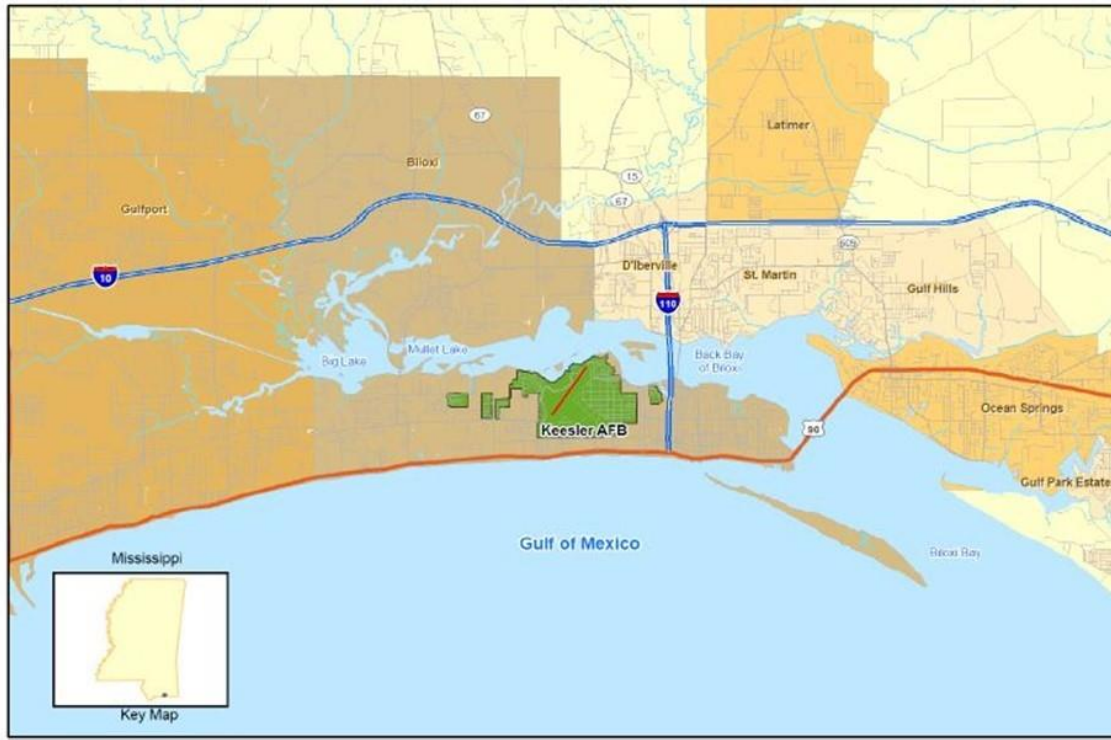 Latimer
67
Biloxi
15
67
Gulfport
605
D'Iberville
St. Martin
Gulf Hills
10
110
Big Lake
Mullet Lake
Back Bay
of Biloxi
Ocean Springs
Keesler AFB
90
Gulf Park Estate
Gulf of Mexico
Biloxi Bay
Mississippi
Key Map